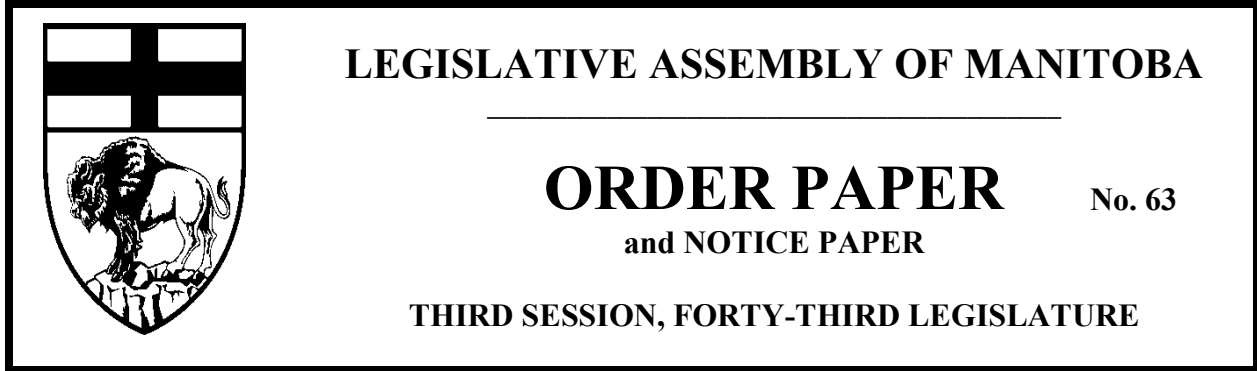 LEGISLATIVE ASSEMBLY OF MANITOBA
ORDER PAPER No. 63
and NOTICE PAPER
THIRD SESSION, FORTY-THIRD LEGISLATURE